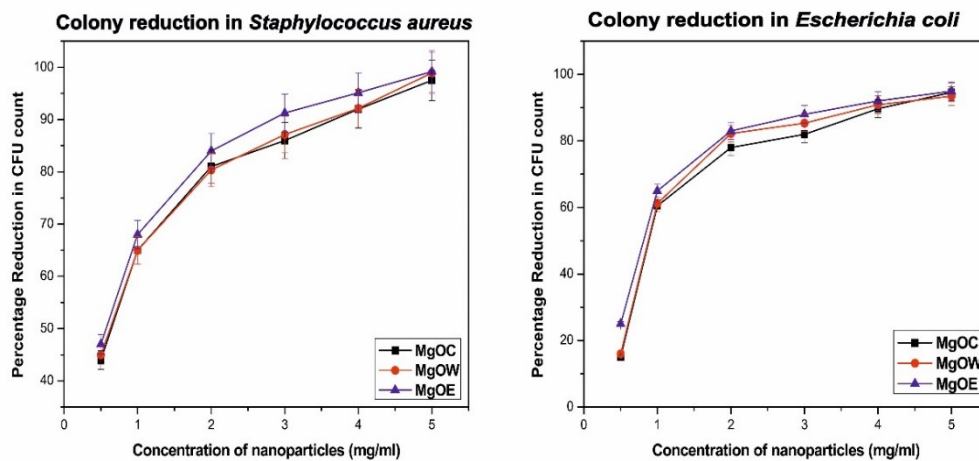 Colony reduction in Staphylococcus aureus
Percentage Reduction in CFU count
100
90
80
70
60
50
40
0
1
2
3
4
5
MgOC
MgOW
MgOE
Concentration of nanoparticles (mg/ml)
Colony reduction in Escherichia coli
Percentage Reduction in CFU count
100
80
60
40
20
0
0
1
2
3
4
5
MgOC
MgOW
MgOE
Concentration of nanoparticles (mg/ml)